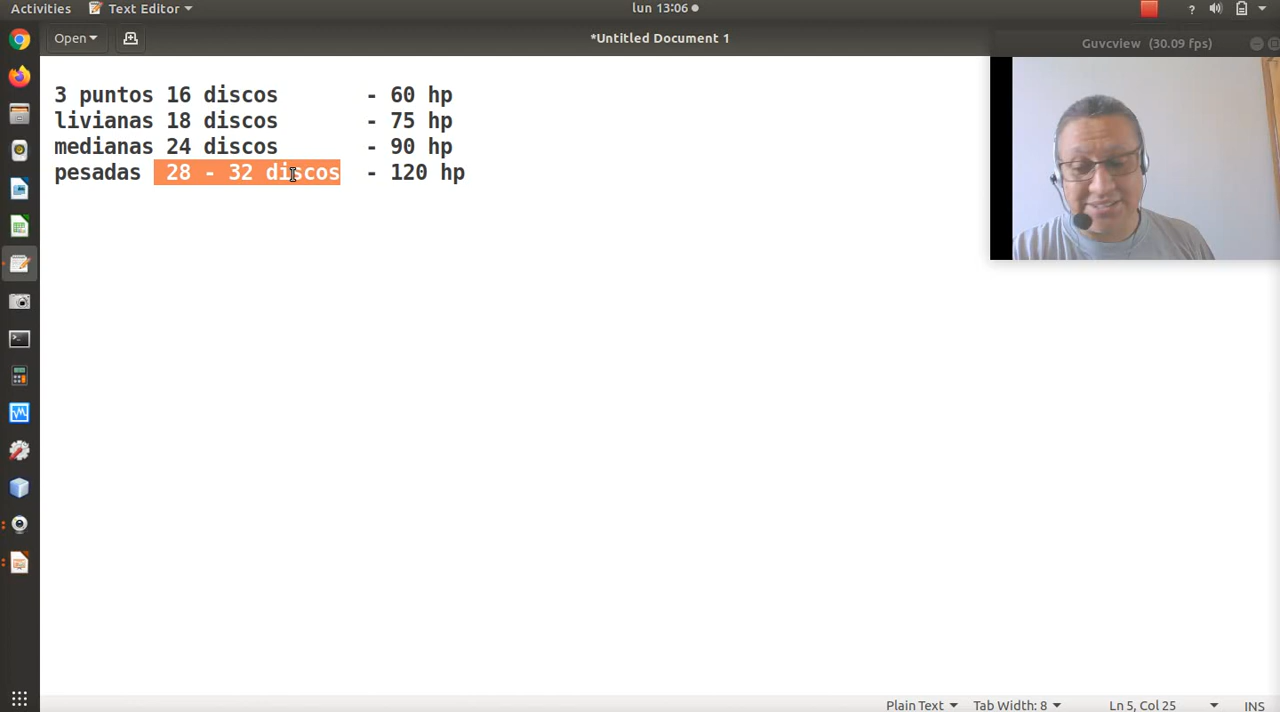 Activities Text Editor lun 13:06
Open *Untitled Document 1
Guvcview (30.09 fps)
3 puntos 16 discos - 60 hp
livianas 18 discos - 75 hp
medianas 24 discos - 90 hp
pesadas 28 - 32 discos - 120 hp
Plain Text Tab Width: 8 Ln 5, Col 25 INS